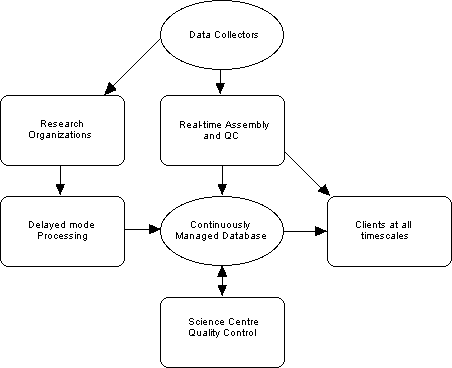 Data Collectors
Research
Organizations
Real-time Assembly
and QC
Delayed mode
Processing
Continuously
Managed Database
Clients at all
timescales
Science Centre
Quality Control